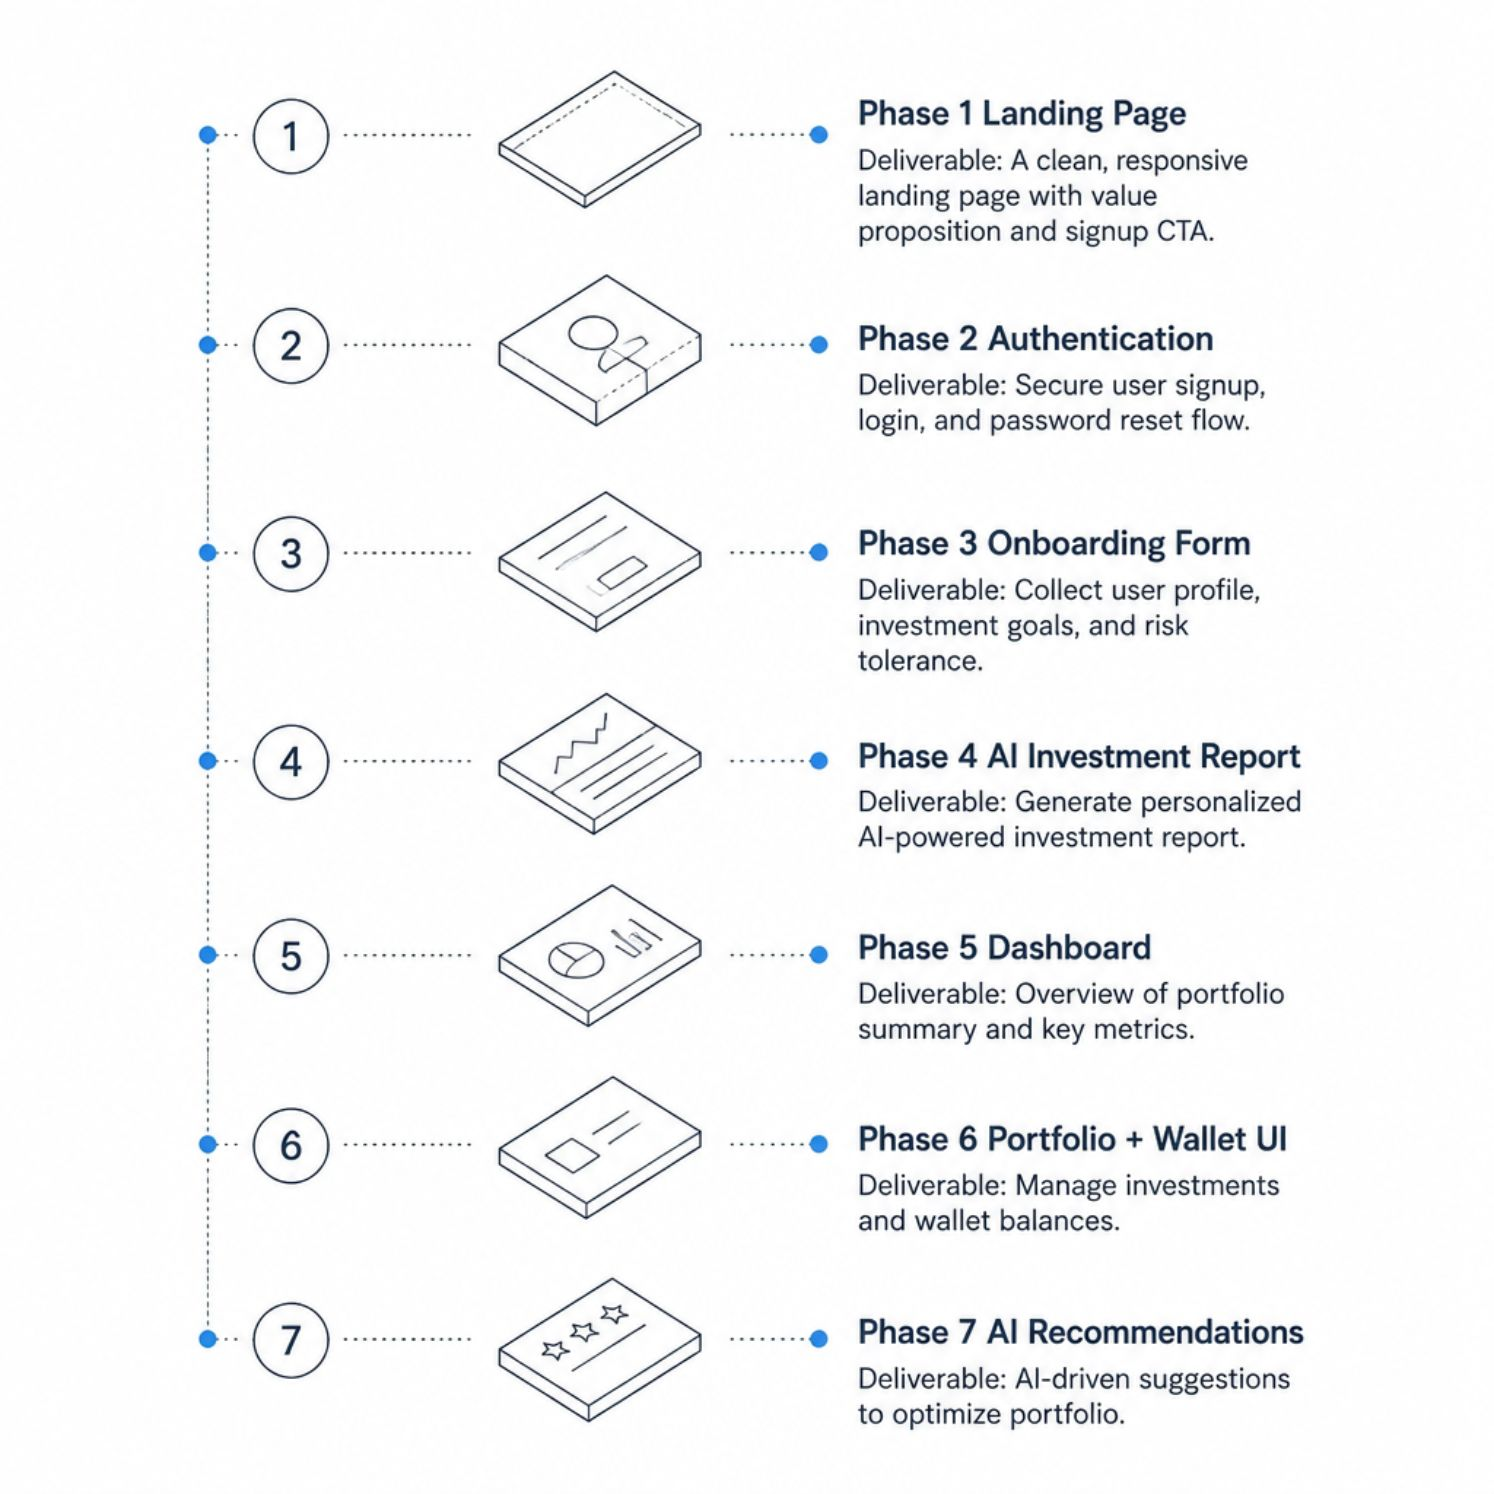 1
Phase 1 Landing Page
Deliverable: A clean, responsive
landing page with value
proposition and signup CTA.
2
Phase 2 Authentication
Deliverable: Secure user signup,
login, and password reset flow.
3
Phase 3 Onboarding Form
Deliverable: Collect user profile,
investment goals, and risk
tolerance.
4
Phase 4 AI Investment Report
Deliverable: Generate personalized
AI-powered investment report.
5
Phase 5 Dashboard
Deliverable: Overview of portfolio
summary and key metrics.
6
Phase 6 Portfolio + Wallet UI
Deliverable: Manage investments
and wallet balances.
7
Phase 7 AI Recommendations
Deliverable: AI-driven suggestions
to optimize portfolio.